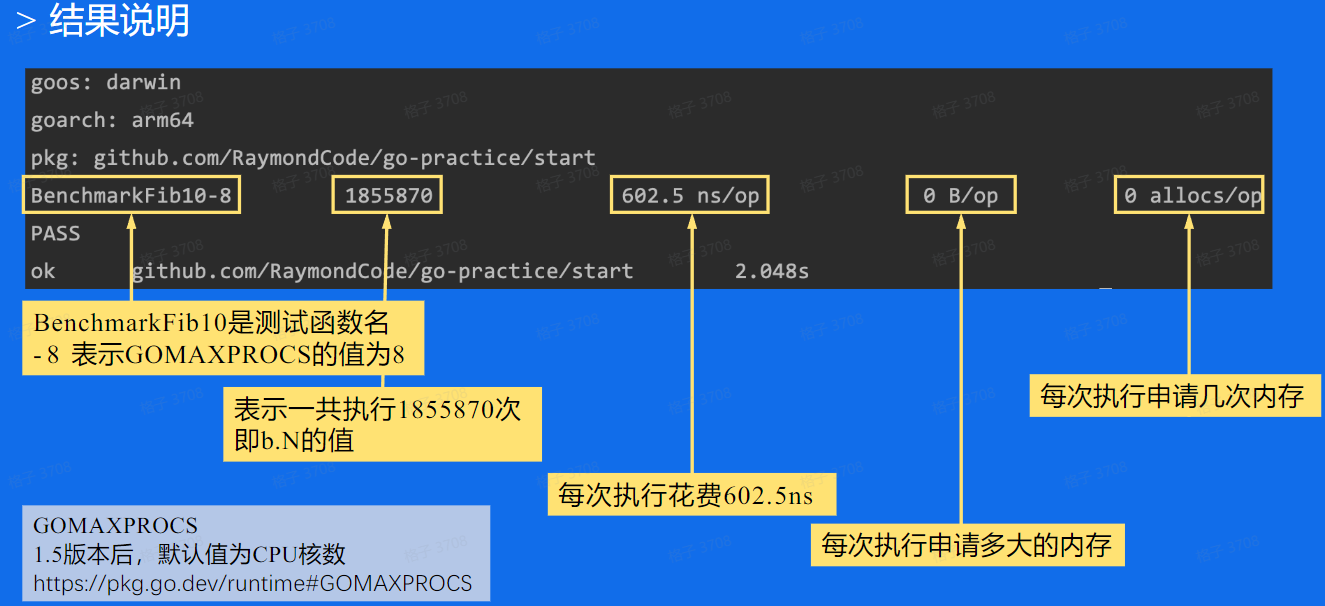 > 结果说明
goos: darwin
goarch: arm64
pkg: github.com/RaymondCode/go-practice/start
BenchmarkFib10-8 1855870 602.5 ns/op 0 B/op 0 allocs/op
PASS
ok github.com/RaymondCode/go-practice/start 2.048s
BenchmarkFib10是测试函数名
-8 表示GOMAXPROCS的值为8
表示一共执行1855870次
即b.N的值
每次执行申请几次内存
每次执行花费602.5ns
每次执行申请多大的内存
GOMAXPROCS
1.5版本后，默认值为CPU核数
https://pkg.go.dev/runtime#GOMAXPROCS
格子 3708